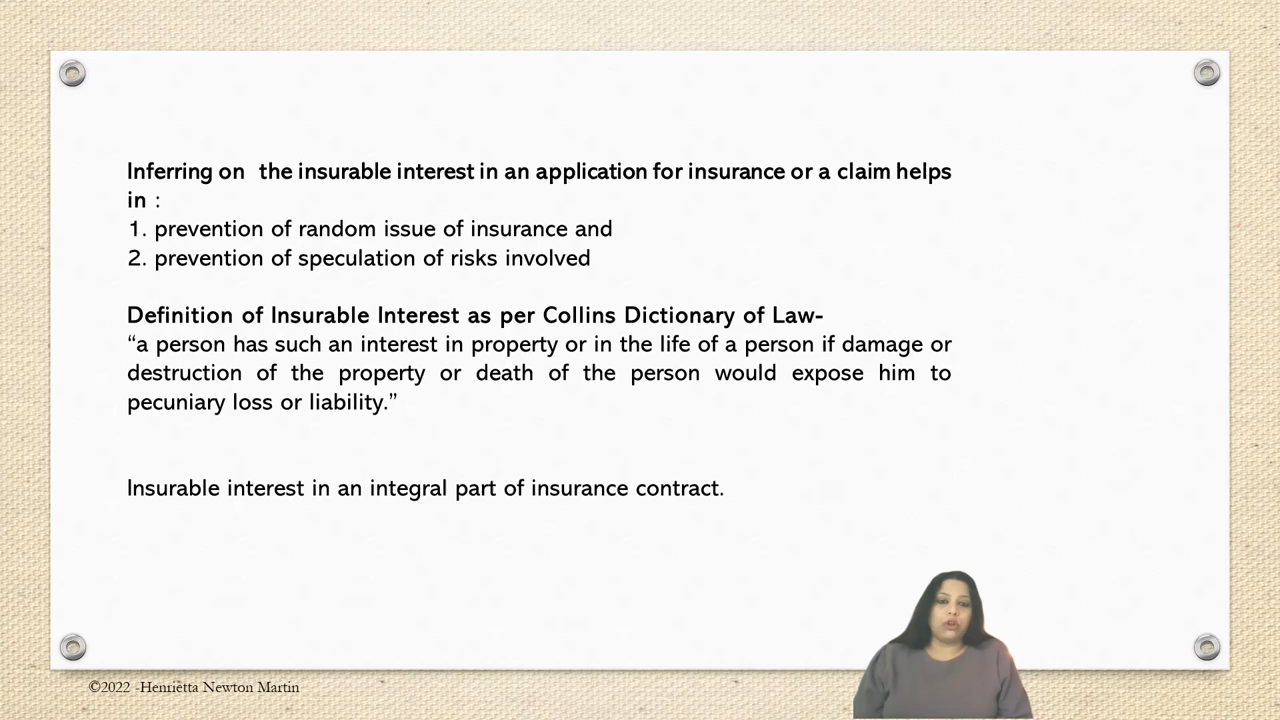 Inferring on the insurable interest in an application for insurance or a claim helps
in :
1. prevention of random issue of insurance and
2. prevention of speculation of risks involved
Definition of Insurable Interest as per Collins Dictionary of Law-
“a person has such an interest in property or in the life of a person if damage or
destruction of the property or death of the person would expose him to
pecuniary loss or liability.”
Insurable interest in an integral part of insurance contract.
©2022 -Henrietta Newton Martin